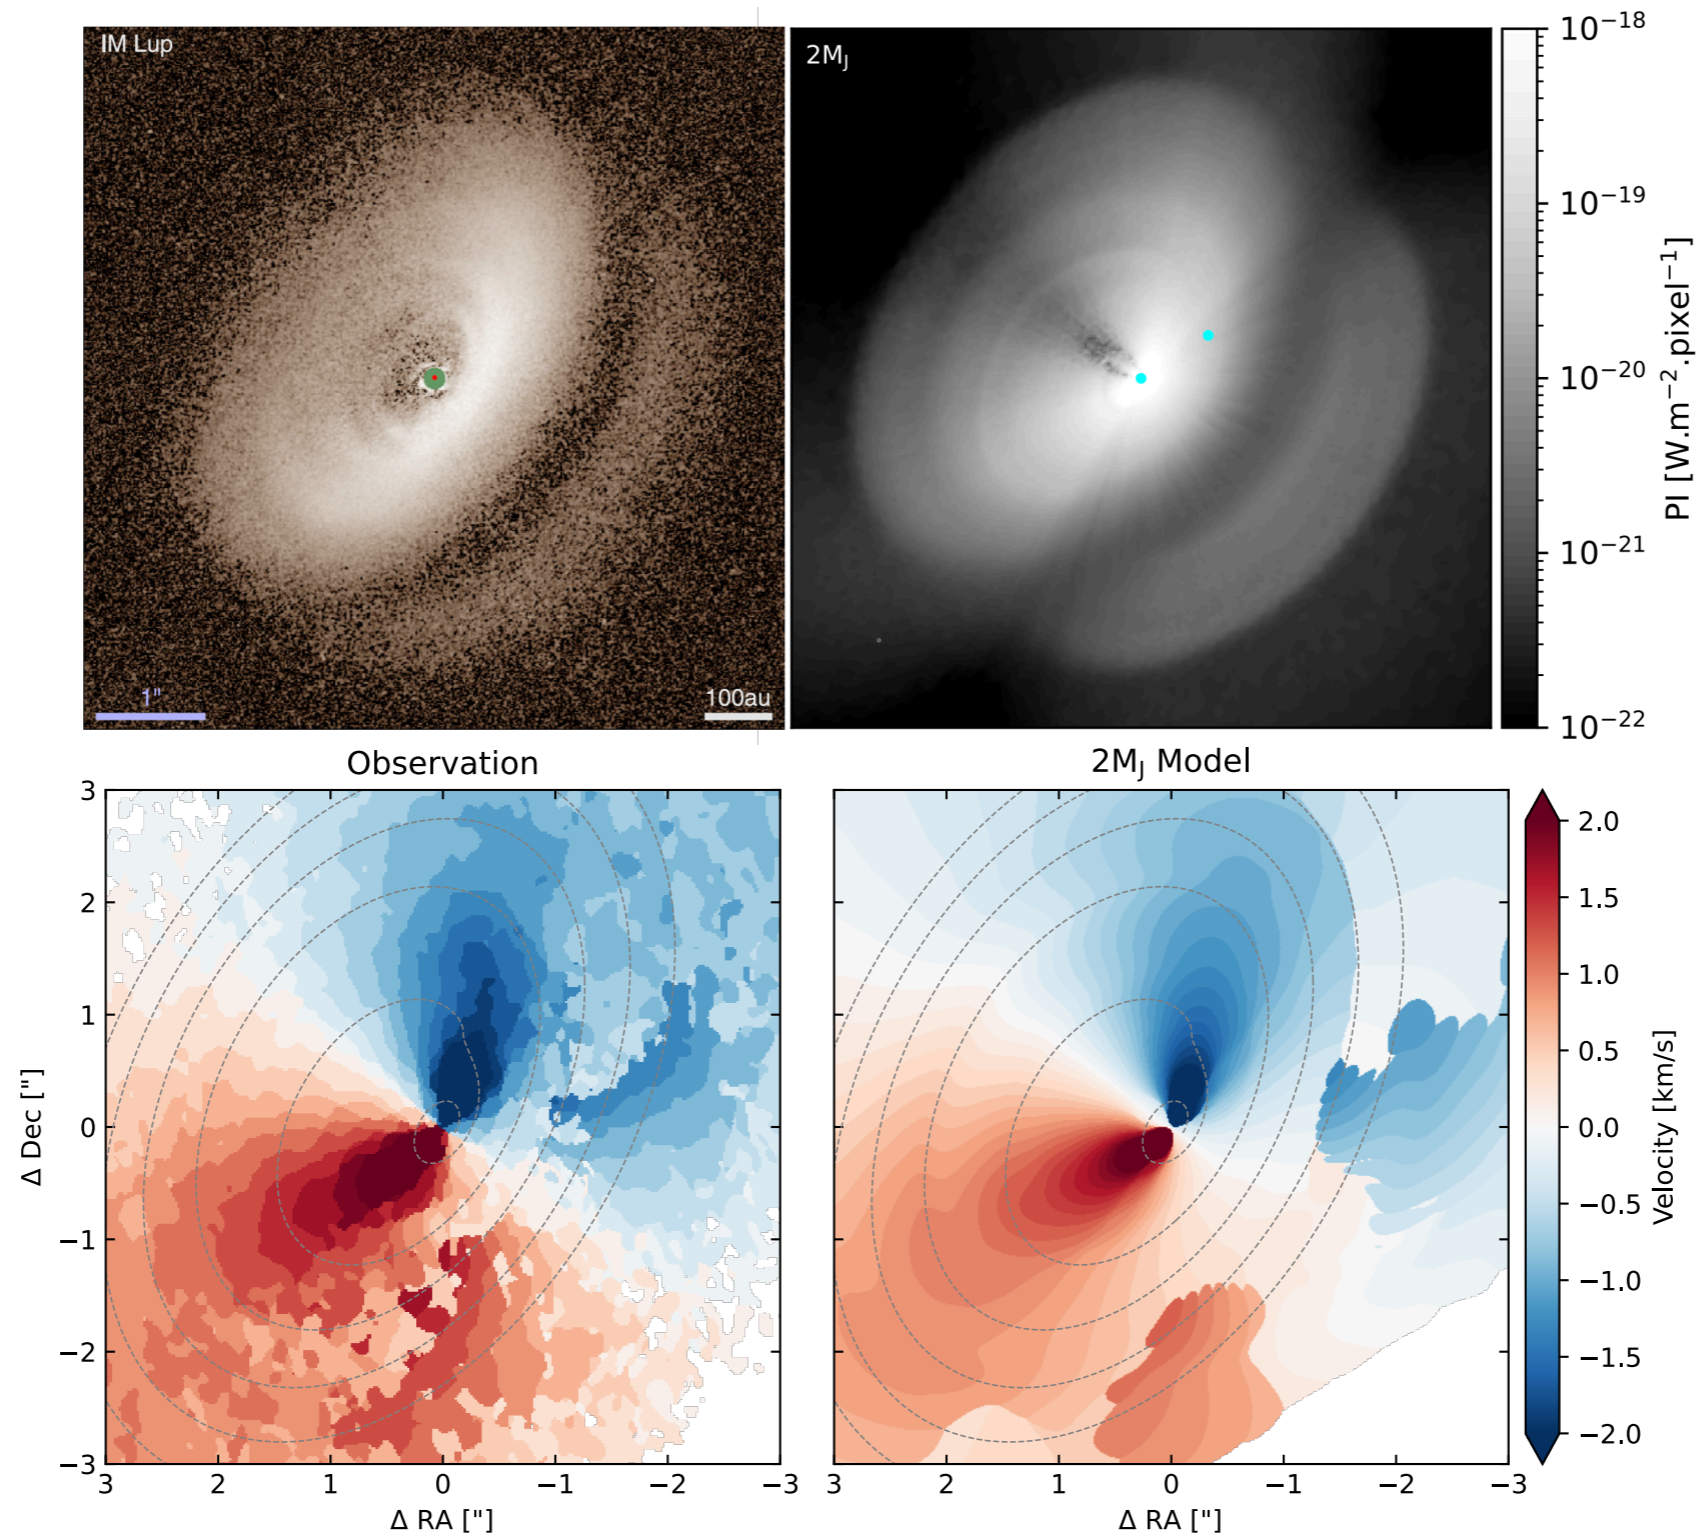 IM Lup
1"
100au
2M_J
10^−18
10^−19
10^−20
10^−21
10^−22
PI [W.m^−2.pixel^−1]
Observation
2M_J Model
3
2
1
0
−1
−2
−3
Δ Dec ["]
3 2 1 0 −1 −2 −3
Δ RA ["]
3 2 1 0 −1 −2 −3
Δ RA ["]
2.0
1.5
1.0
0.5
0.0
−0.5
−1.0
−1.5
−2.0
Velocity [km/s]